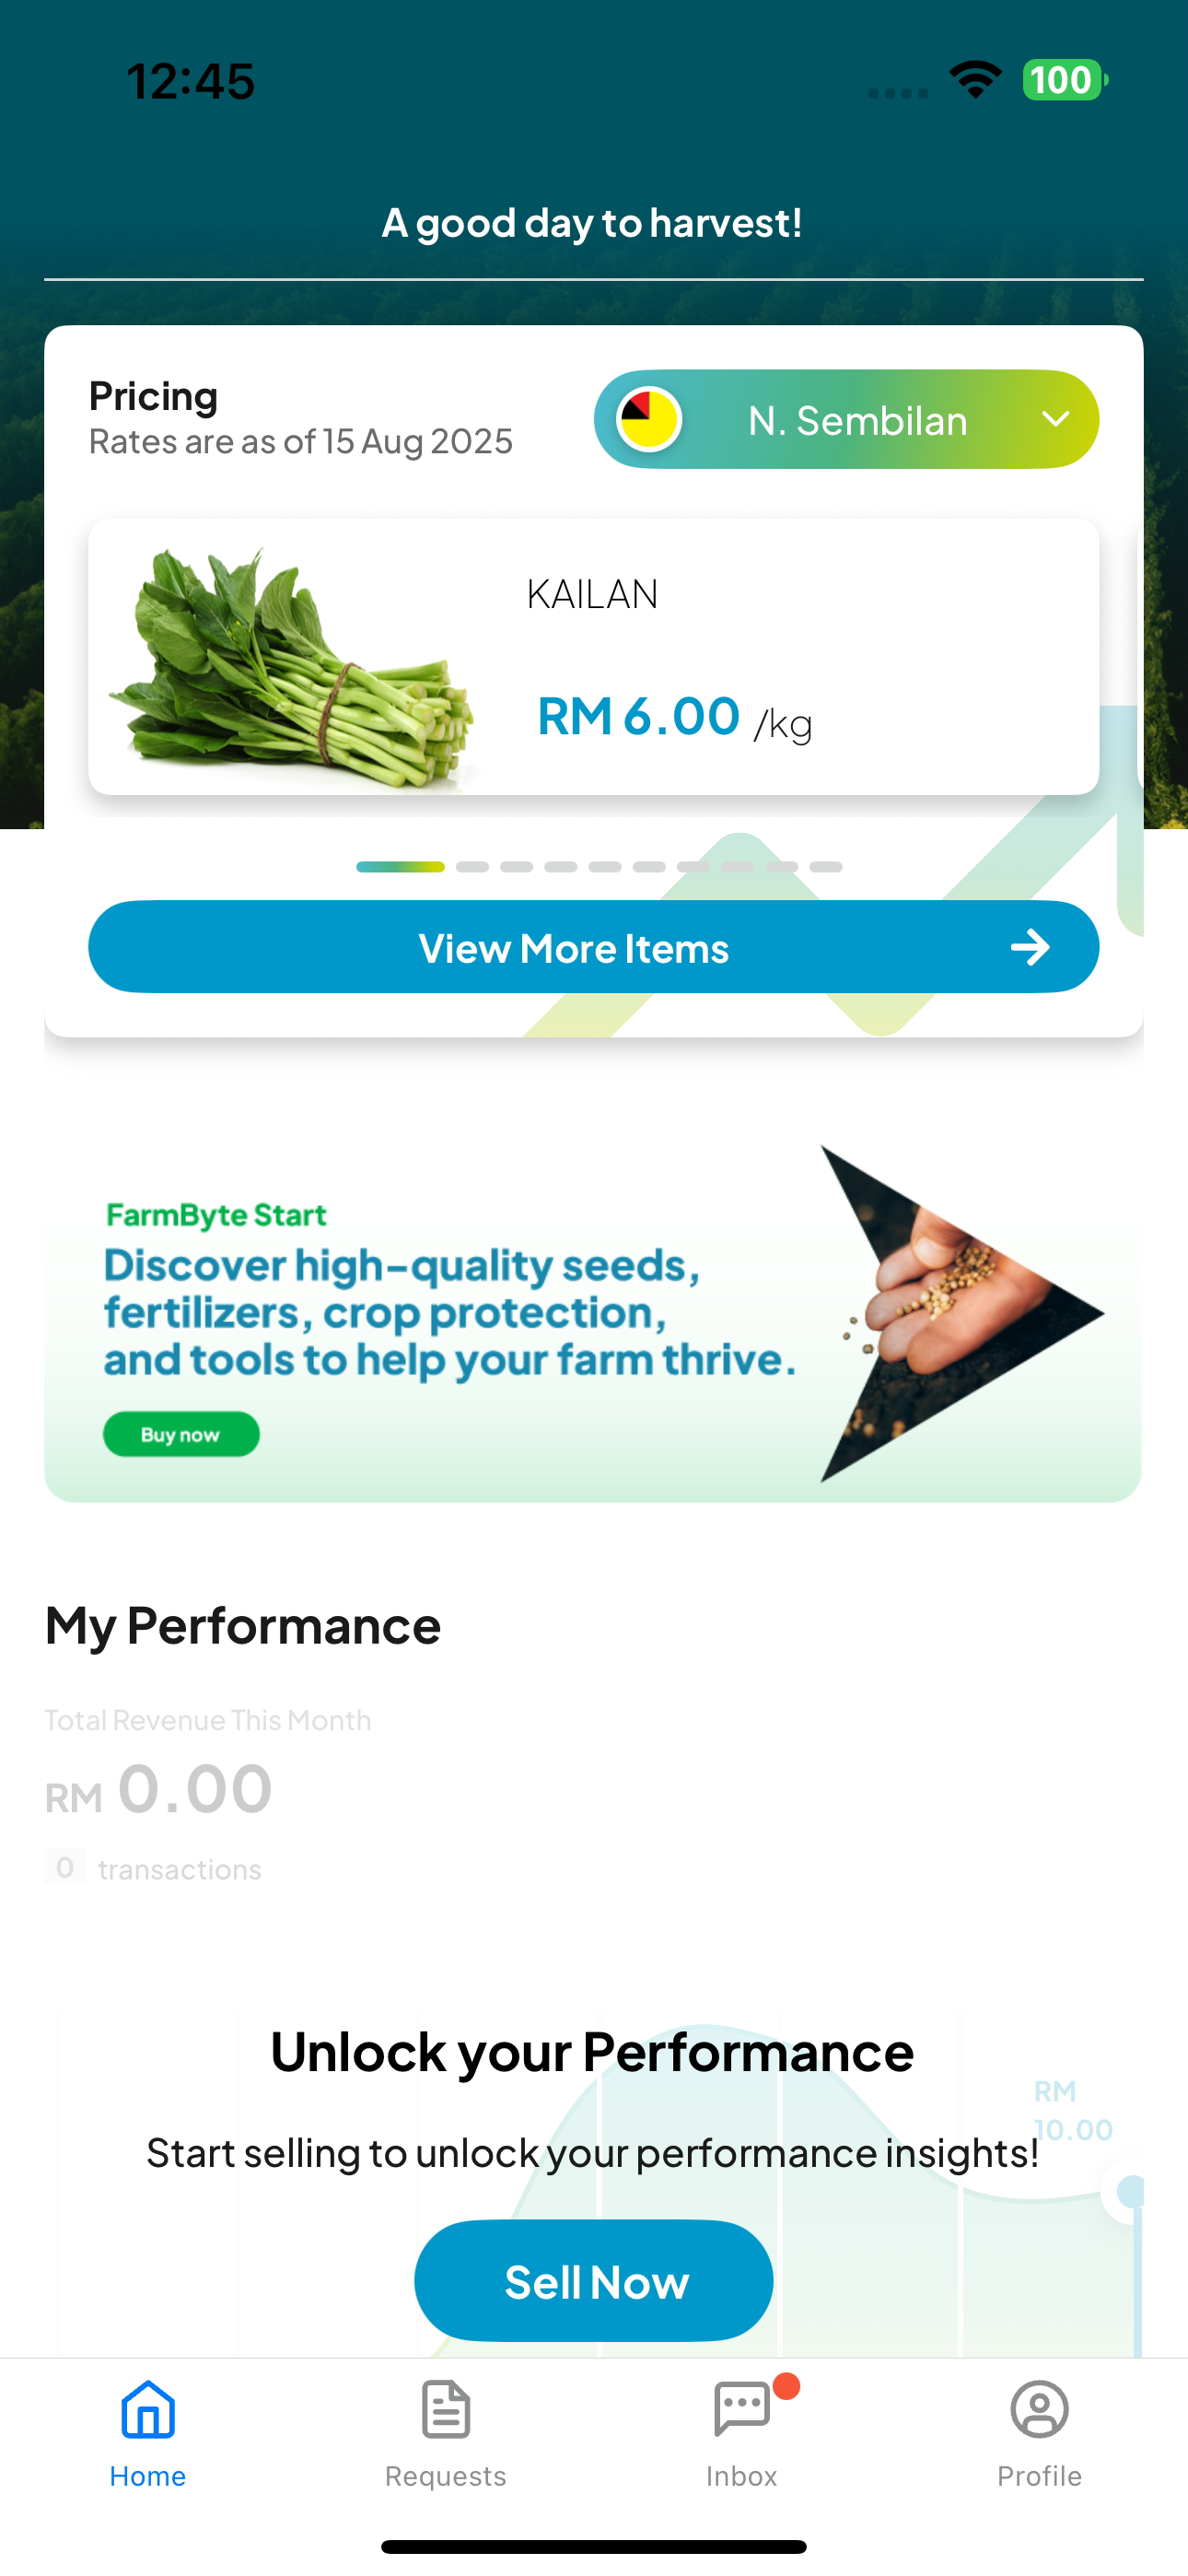 12:45
100
A good day to harvest!
Pricing
Rates are as of 15 Aug 2025
N. Sembilan
KAILAN
RM 6.00 /kg
View More Items
FarmByte Start
Discover high-quality seeds,
fertilizers, crop protection,
and tools to help your farm thrive.
Buy now
My Performance
Total Revenue This Month
RM 0.00
0 transactions
Unlock your Performance
RM
10.00
Start selling to unlock your performance insights!
Sell Now
Home
Requests
Inbox
Profile